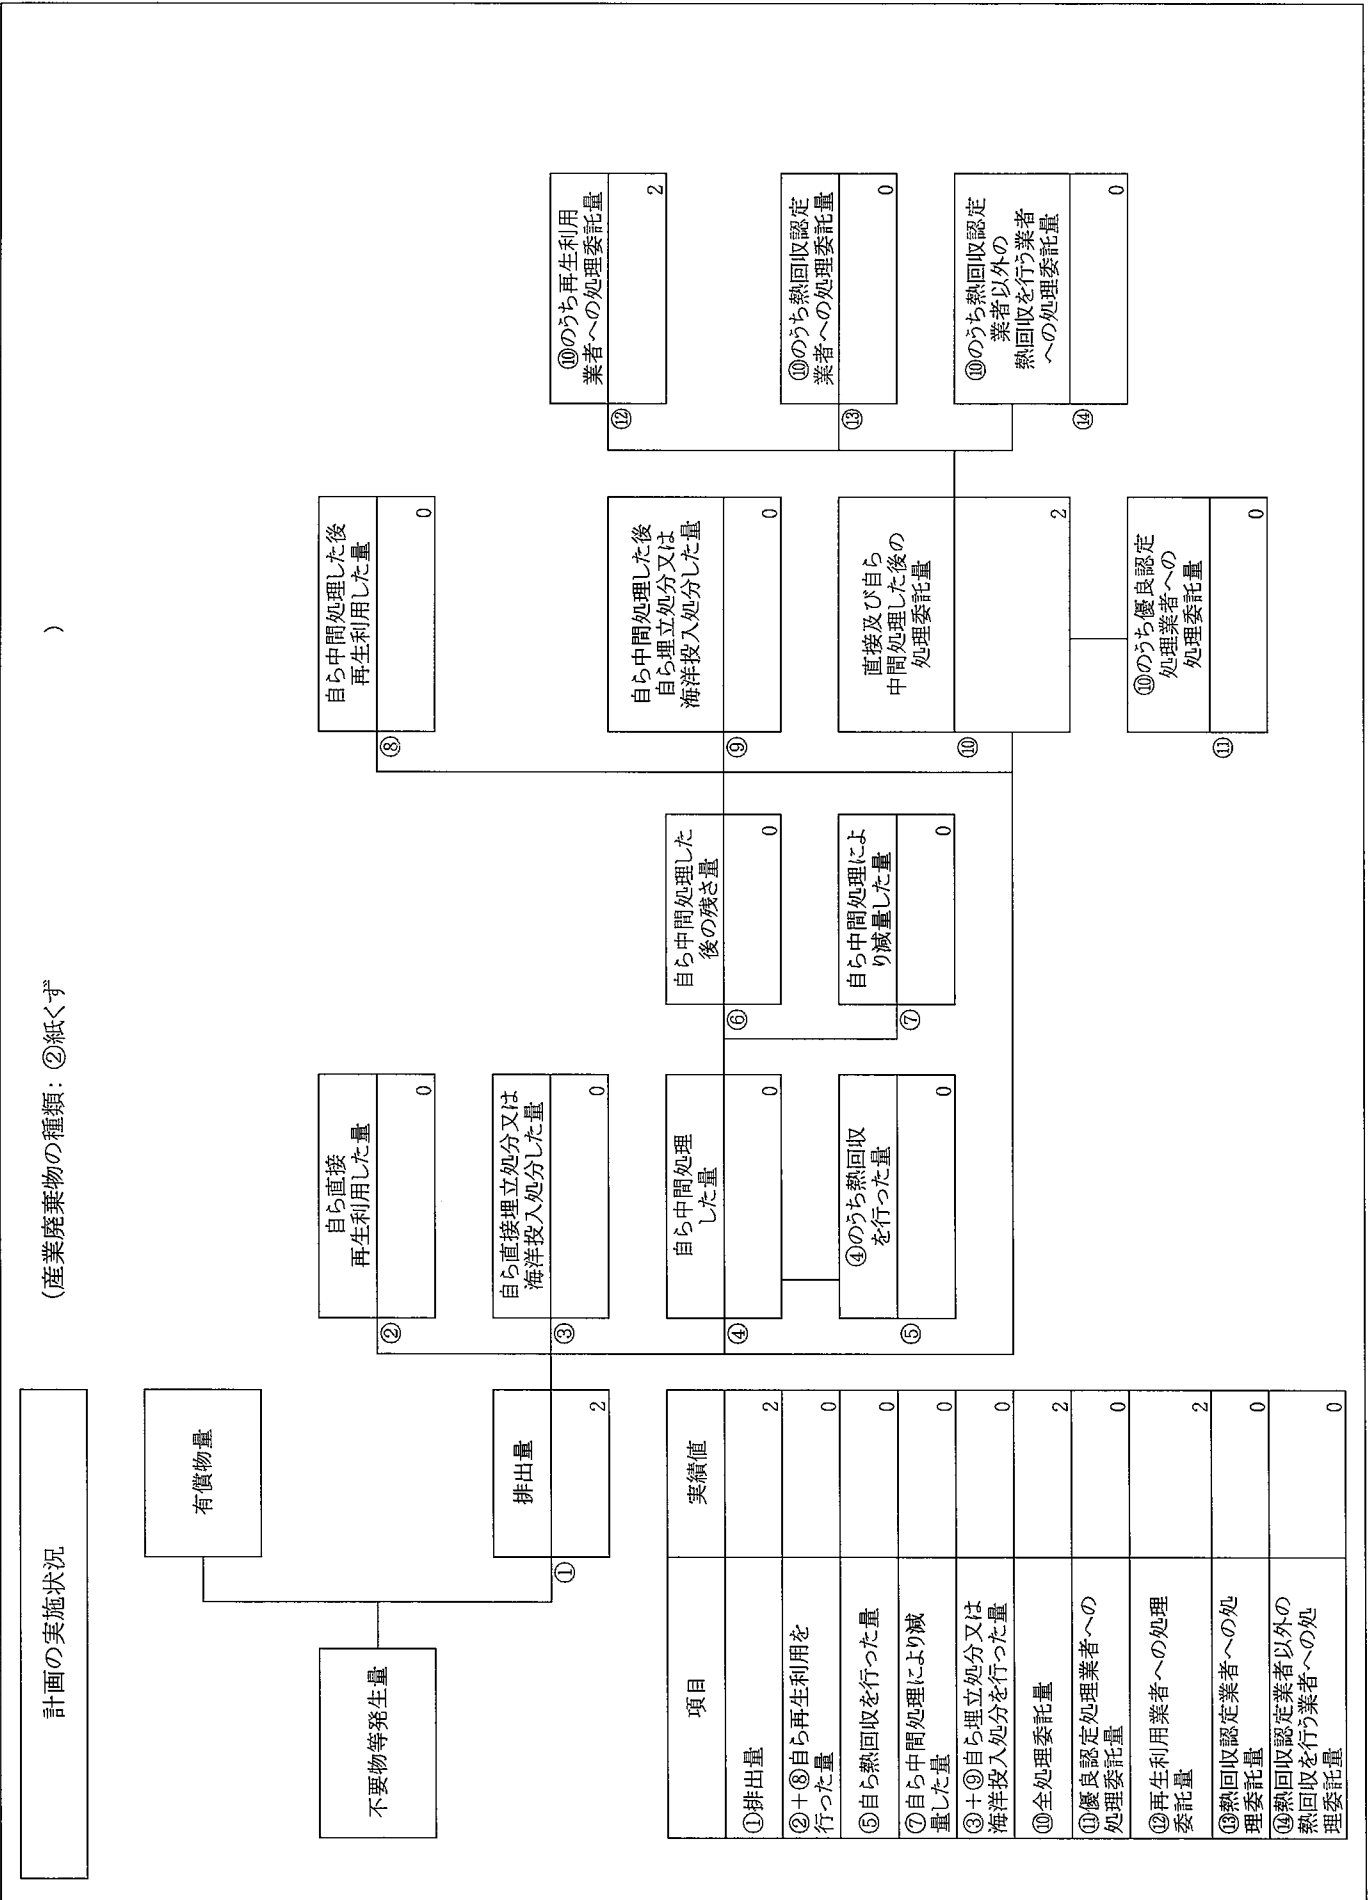 計画の実施状況
(産業廃棄物の種類：②紙くず
)
不要物等発生量
有償物量
①
排出量
2
②
自ら直接
再生利用した量
0
③
自ら直接埋立処分又は
海洋投入処分した量
0
④
自ら中間処理
した量
0
⑤
④のうち熱回収
を行った量
0
⑥
自ら中間処理した
後の残さ量
0
⑦
自ら中間処理によ
り減量した量
0
⑧
自ら中間処理した後
再生利用した量
0
⑨
自ら中間処理した後
自ら埋立処分又は
海洋投入処分した量
0
⑩
直接及び自ら
中間処理した後の
処理委託量
2
⑪
⑩のうち優良認定
処理業者への
処理委託量
0
⑫
⑩のうち再生利用
業者への処理委託量
2
⑬
⑩のうち熱回収認定
業者への処理委託量
0
⑭
⑩のうち熱回収認定
業者以外の
熱回収を行う業者
への処理委託量
0
項目
実績値
①排出量
2
②＋⑧自ら再生利用を
行った量
0
⑤自ら熱回収を行った量
0
⑦自ら中間処理により減
量した量
0
③＋⑨自ら埋立処分又は
海洋投入処分を行った量
0
⑩全処理委託量
2
⑪優良認定処理業者への
処理委託量
0
⑫再生利用業者への処理
委託量
2
⑬熱回収認定業者への処
理委託量
0
⑭熱回収認定業者以外の
熱回収を行う業者への処
理委託量
0